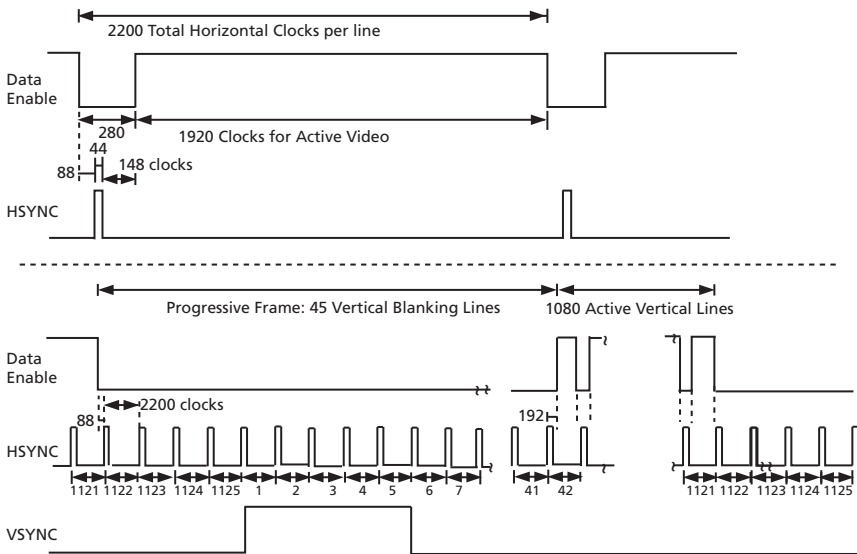 2200 Total Horizontal Clocks per line
Data
Enable
280
1920 Clocks for Active Video
44
148 clocks
88
HSYNC
Progressive Frame: 45 Vertical Blanking Lines
1080 Active Vertical Lines
Data
Enable
2200 clocks
88
192
HSYNC
1121 1122 1123 1124 1125 1 2 3 4 5 6 7 41 42 1121 1122 1123 1124 1125
VSYNC